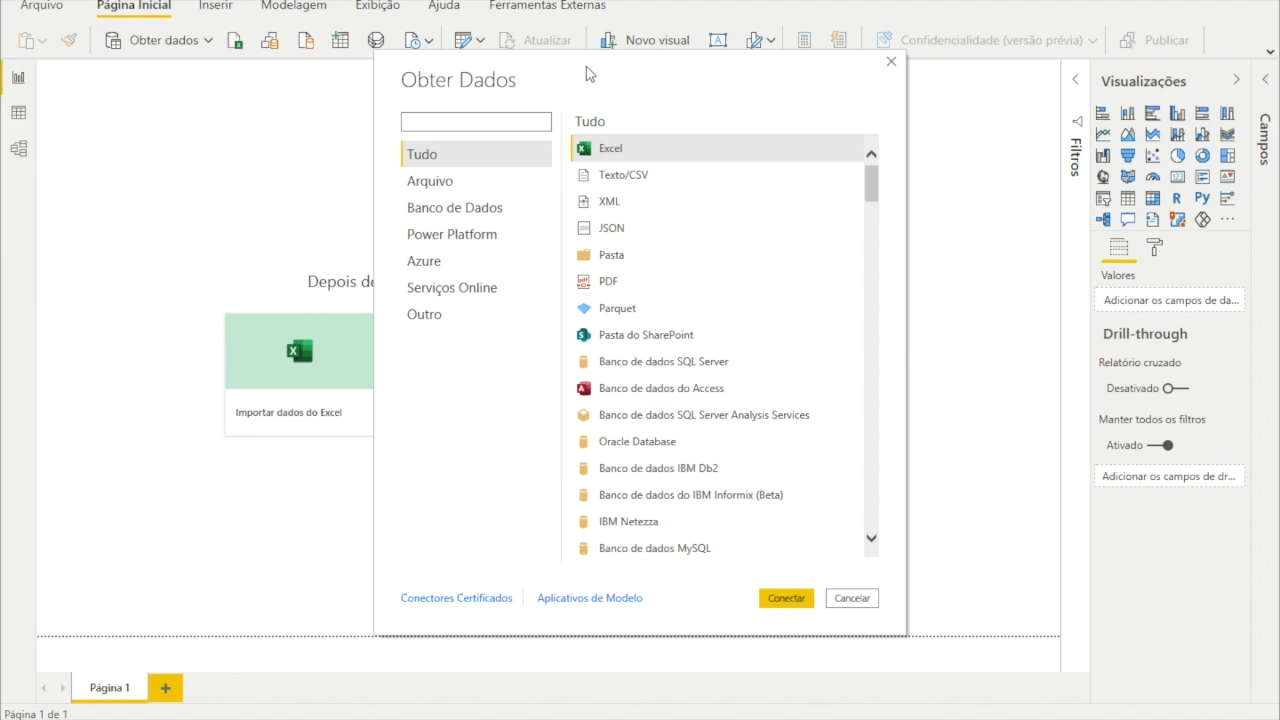 Arquivo
Página Inicial
Inserir
Modelagem
Exibição
Ajuda
Ferramentas Externas
Obter dados
Atualizar
Novo visual
Confidencialidade (versão prévia)
Publicar
Obter Dados
Tudo
Arquivo
Banco de Dados
Power Platform
Azure
Serviços Online
Outro
Tudo
Excel
Texto/CSV
XML
JSON
Pasta
PDF
Parquet
Pasta do SharePoint
Banco de dados SQL Server
Banco de dados do Access
Banco de dados SQL Server Analysis Services
Oracle Database
Banco de dados IBM Db2
Banco de dados do IBM Informix (Beta)
IBM Netezza
Banco de dados MySQL
Conectores Certificados
Aplicativos de Modelo
Conectar
Cancelar
Depois de
Importar dados do Excel
Filtros
Visualizações
R
Py
Valores
Adicionar os campos de da...
Drill-through
Relatório cruzado
Desativado
Manter todos os filtros
Ativado
Adicionar os campos de dr...
Campos
Página 1
Página 1 de 1